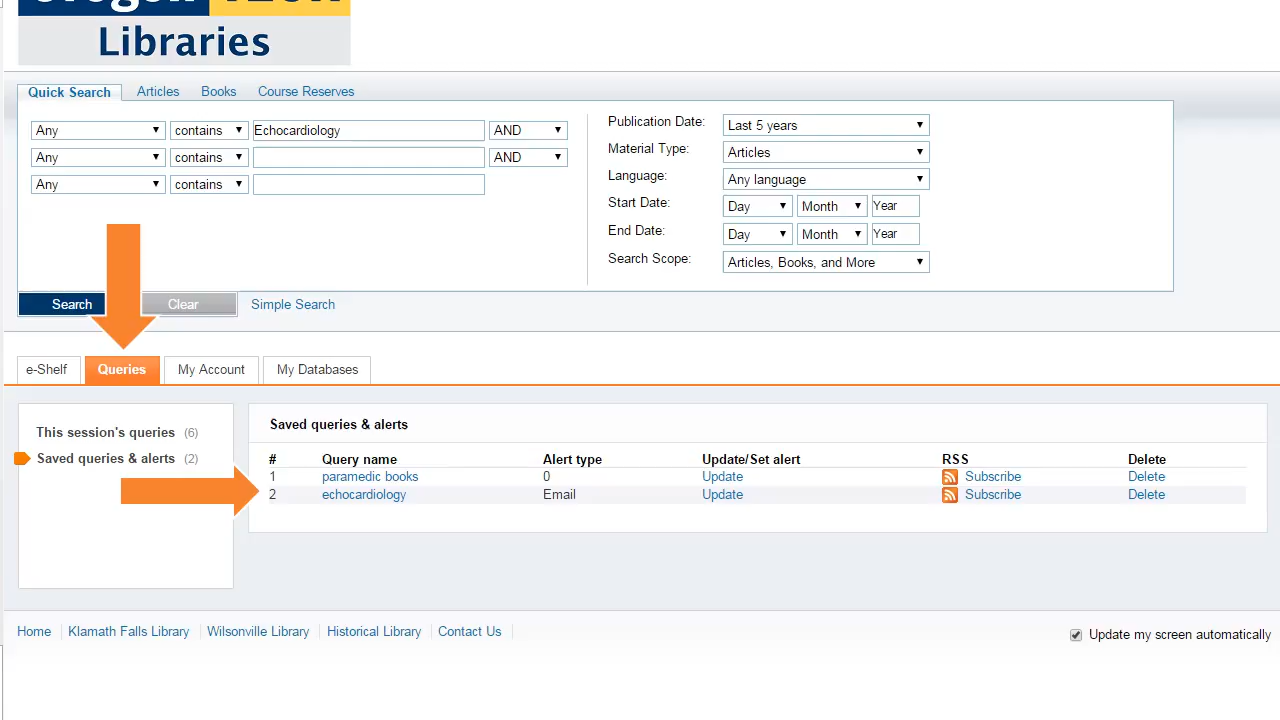 Libraries
Quick Search Articles Books Course Reserves
Any contains Echocardiology AND
Any contains AND
Any contains
Publication Date: Last 5 years
Material Type: Articles
Language: Any language
Start Date: Day Month Year
End Date: Day Month Year
Search Scope: Articles, Books, and More
Search Clear Simple Search
e-Shelf Queries My Account My Databases
This session's queries (6)
Saved queries & alerts (2)
Saved queries & alerts
# Query name Alert type Update/Set alert RSS Delete
1 paramedic books 0 Update Subscribe Delete
2 echocardiology Email Update Subscribe Delete
Home Klamath Falls Library Wilsonville Library Historical Library Contact Us
Update my screen automatically